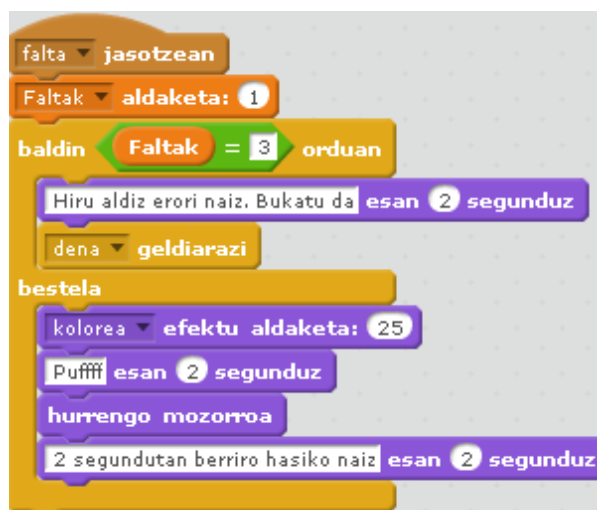 falta jasotzean
Faltak aldaketa: 1
baldin Faltak = 3 orduan
Hiru aldiz erori naiz. Bukatu da esan 2 segunduz
dena geldiarazi
bestela
kolorea efektu aldaketa: 25
Puffff esan 2 segunduz
hurrengo mozorroa
2 segundutan berriro hasiko naiz esan 2 segunduz